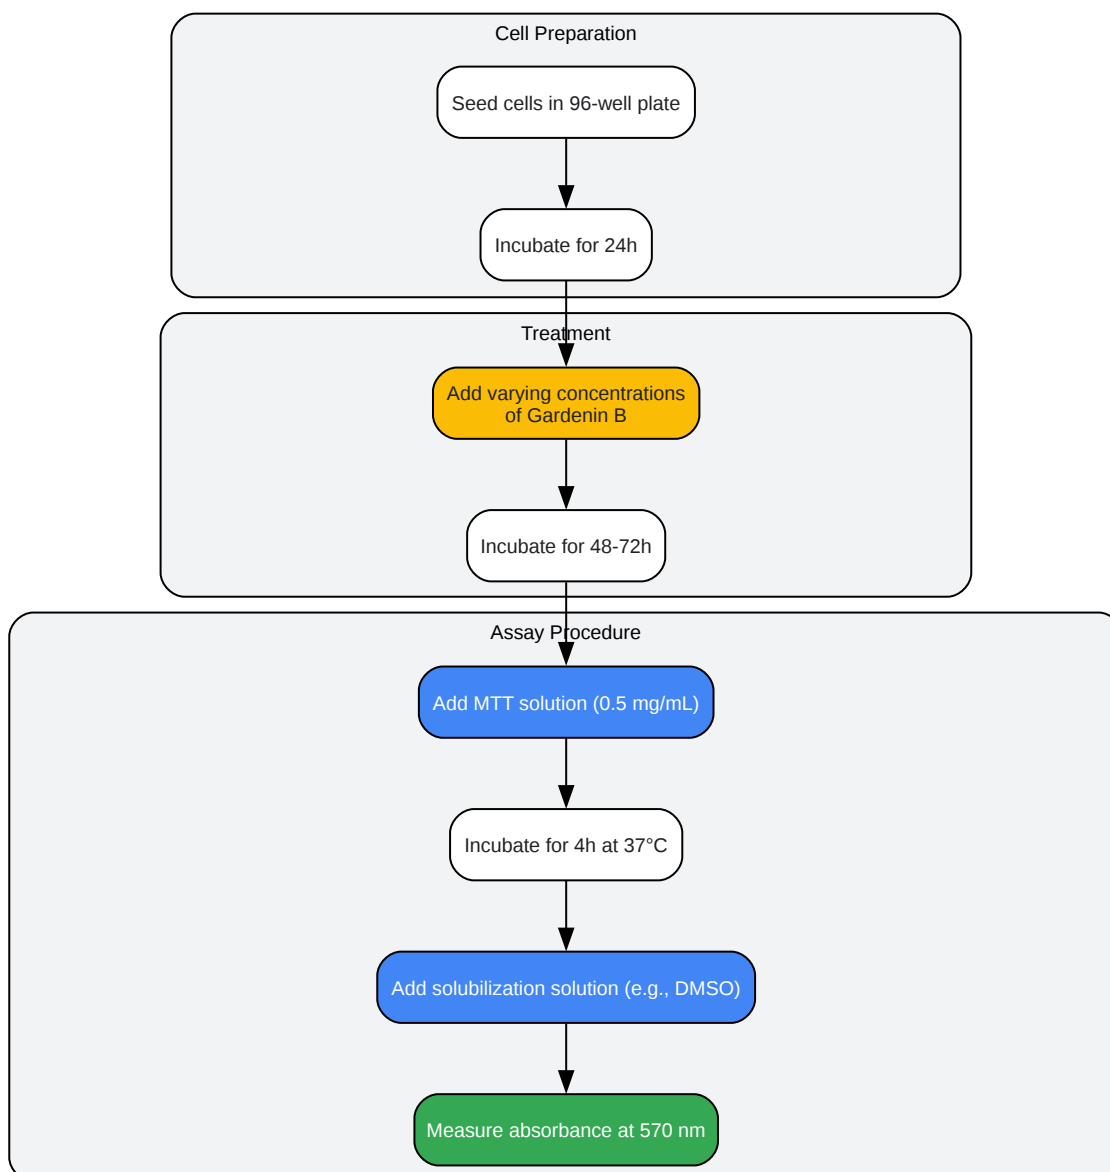 Cell Preparation
Seed cells in 96-well plate
Incubate for 24h
Treatment
Add varying concentrations
of Gardenin B
Incubate for 48-72h
Assay Procedure
Add MTT solution (0.5 mg/mL)
Incubate for 4h at 37°C
Add solubilization solution (e.g., DMSO)
Measure absorbance at 570 nm